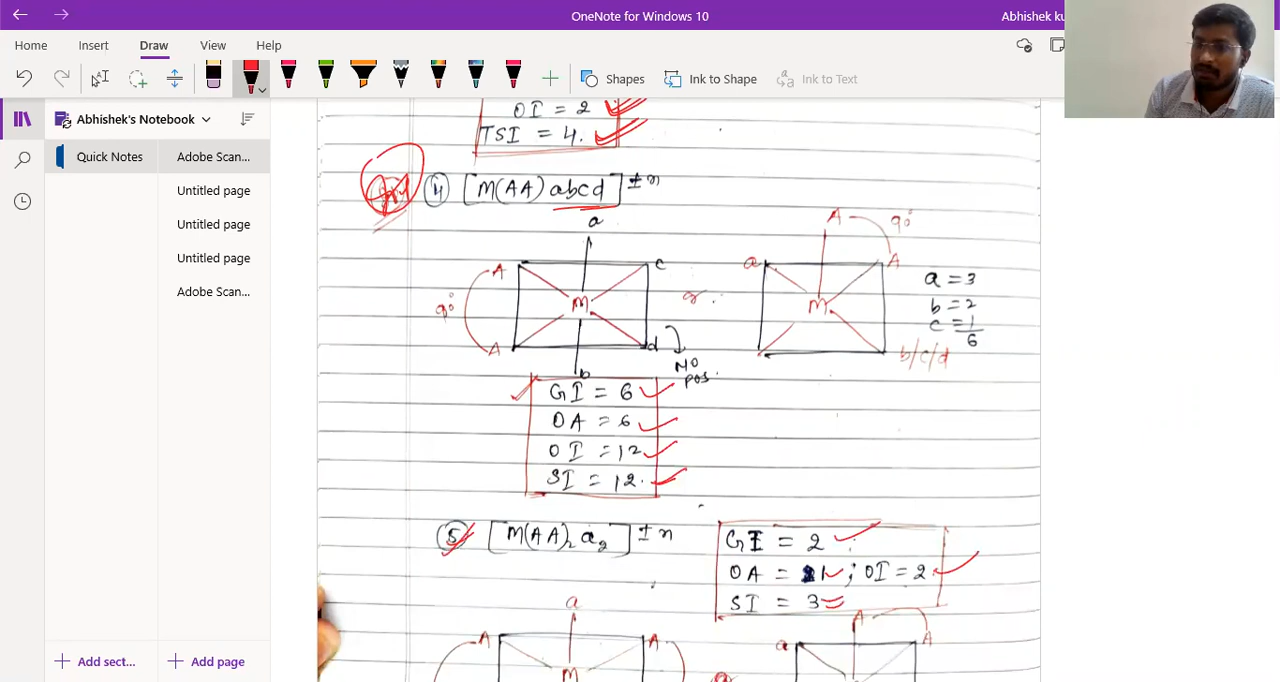 OneNote for Windows 10
Abhishek ku
Home Insert Draw View Help
Shapes Ink to Shape Ink to Text
Abhishek's Notebook
Quick Notes
Adobe Scan...
Untitled page
Untitled page
Untitled page
Adobe Scan...
Add sect...
Add page
OI = 2
TSI = 4.
4 [M(AA)abcd]±n
a
A c
M
90°
A d
b
NO
pos.
A 90°
a A
M
b/c/d
a = 3
b = 2
c = 1
6
GI = 6
OA = 6
OI = 12
SI = 12.
5 [M(AA)2 a2]±n
GI = 2
OA = 1 ; OI = 2
SI = 3
a
A A
M
A
a A